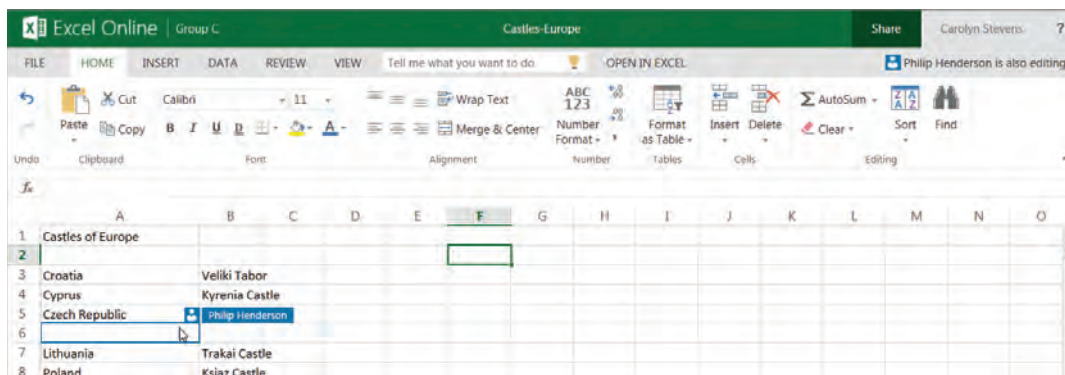 Excel Online | Group C Castles-Europe Share Carolyn Stevens ?
FILE HOME INSERT DATA REVIEW VIEW Tell me what you want to do OPEN IN EXCEL Philip Henderson is also editing
Cut Calibri 11 Wrap Text ABC 123 AutoSum
Paste Copy B I U D A Merge & Center Number Format Format as Table Insert Delete Clear Sort Find
Undo Clipboard Font Alignment Number Tables Cells Editing
fx
A B C D E F G H I J K L M N O
1 Castles of Europe
2
3 Croatia Veliki Tabor
4 Cyprus Kyrenia Castle
5 Czech Republic Philip Henderson
6
7 Lithuania Trakai Castle
8 Poland Ksiaz Castle